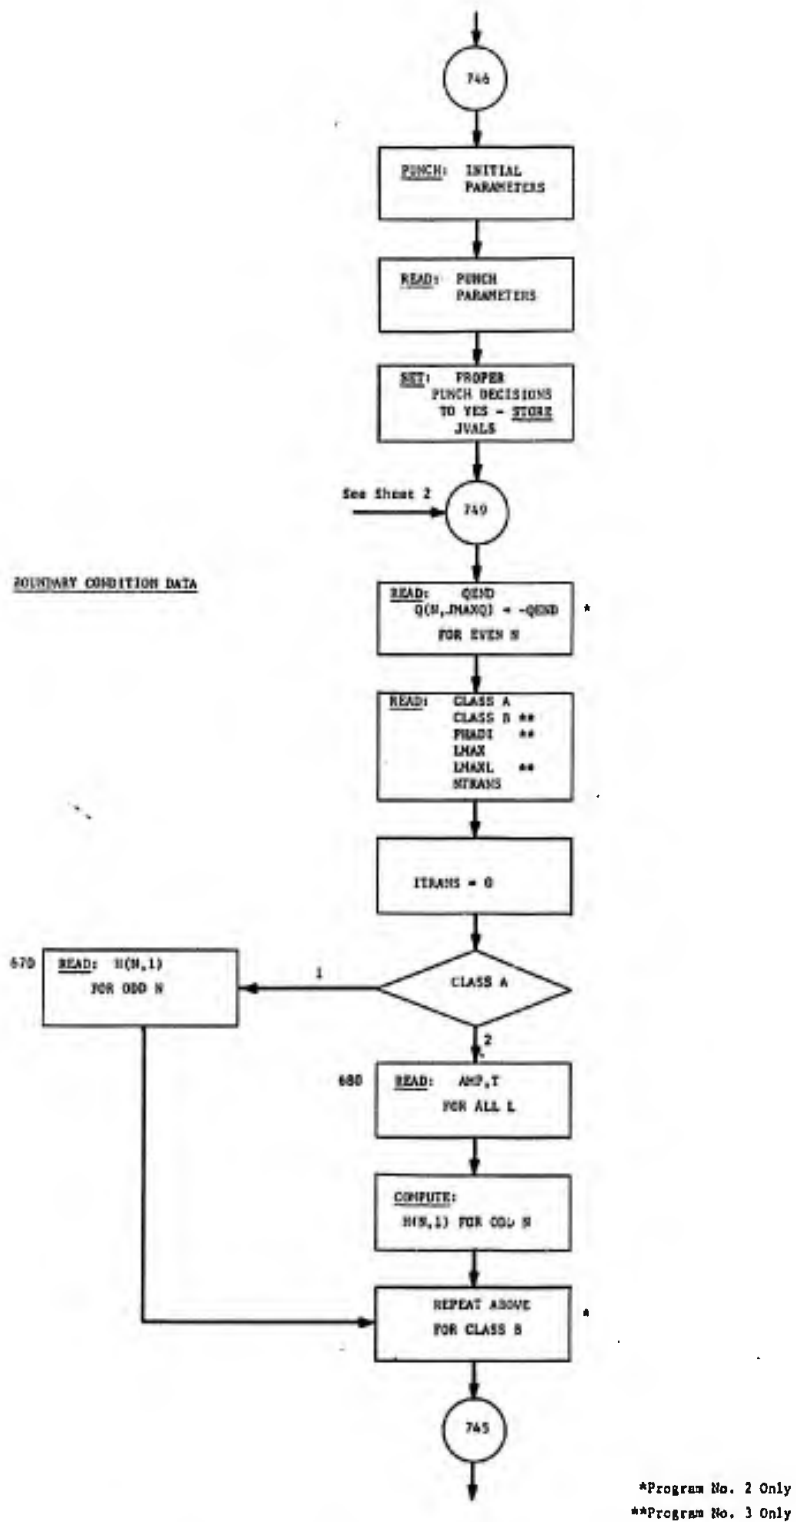 746
PUNCH: INITIAL
PARAMETERS
READ: PUNCH
PARAMETERS
SET: PROPER
PUNCH DECISIONS
TO YES - STORE
JVALS
See Sheet 2
749
BOUNDARY CONDITION DATA
READ: QEND
Q(N,JMAXQ) = -QEND
FOR EVEN N
*
READ: CLASS A
CLASS B **
PHADI **
LMAX
LMAXL **
NTRANS
ITRANS = 0
CLASS A
1
2
670
READ: H(N,1)
FOR ODD N
680
READ: AMP,T
FOR ALL L
COMPUTE:
H(N,1) FOR ODD N
REPEAT ABOVE
FOR CLASS B
*
745
*Program No. 2 Only
**Program No. 3 Only